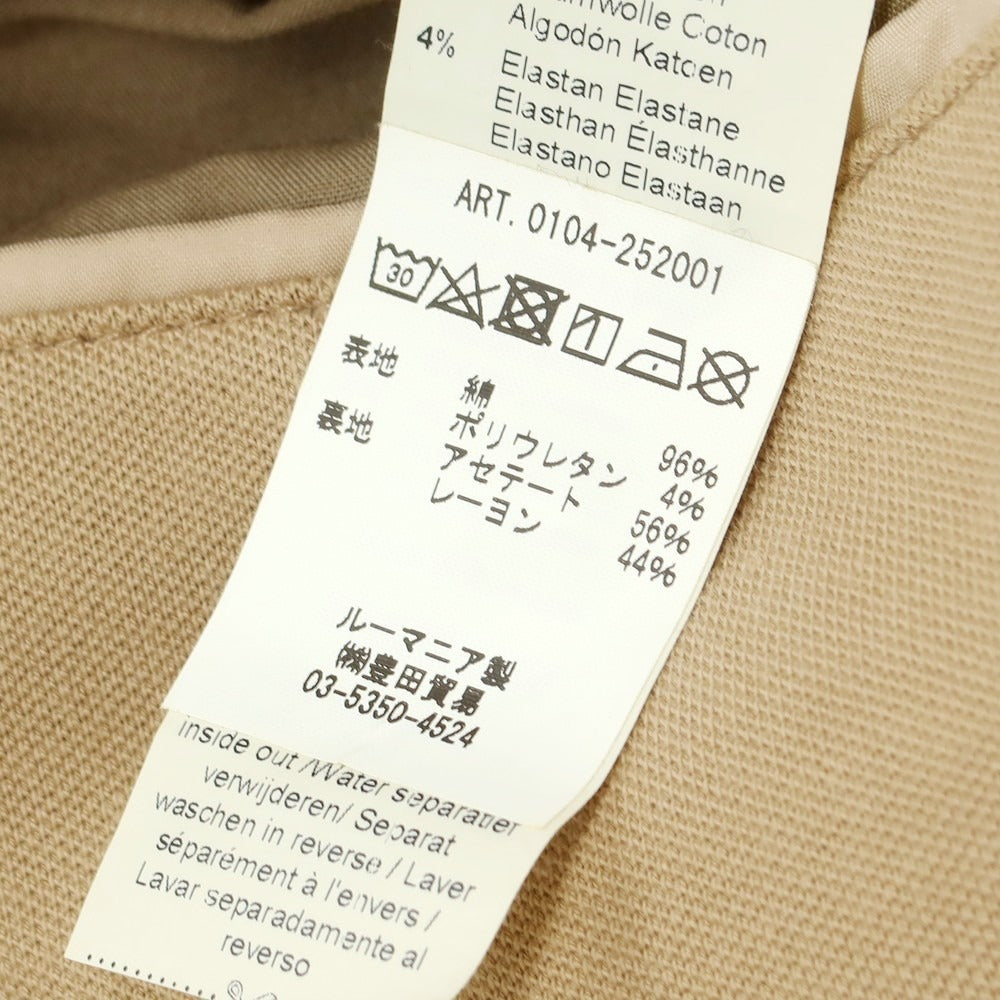 Coton
Algodón Katoen
4% Elastan Elastane
Elasthan Élasthanne
Elastano Elastaan
ART. 0104-252001
30
表地 綿 96%
ポリウレタン 4%
裏地 アセテート 56%
レーヨン 44%
ルーマニア製
㈱豊田貿易
03-5350-4524
Inside out /Water separatier
verwijderen/ Separat
waschen in reverse / Laver
séparément à l'envers /
Lavar separadamente al
reverso